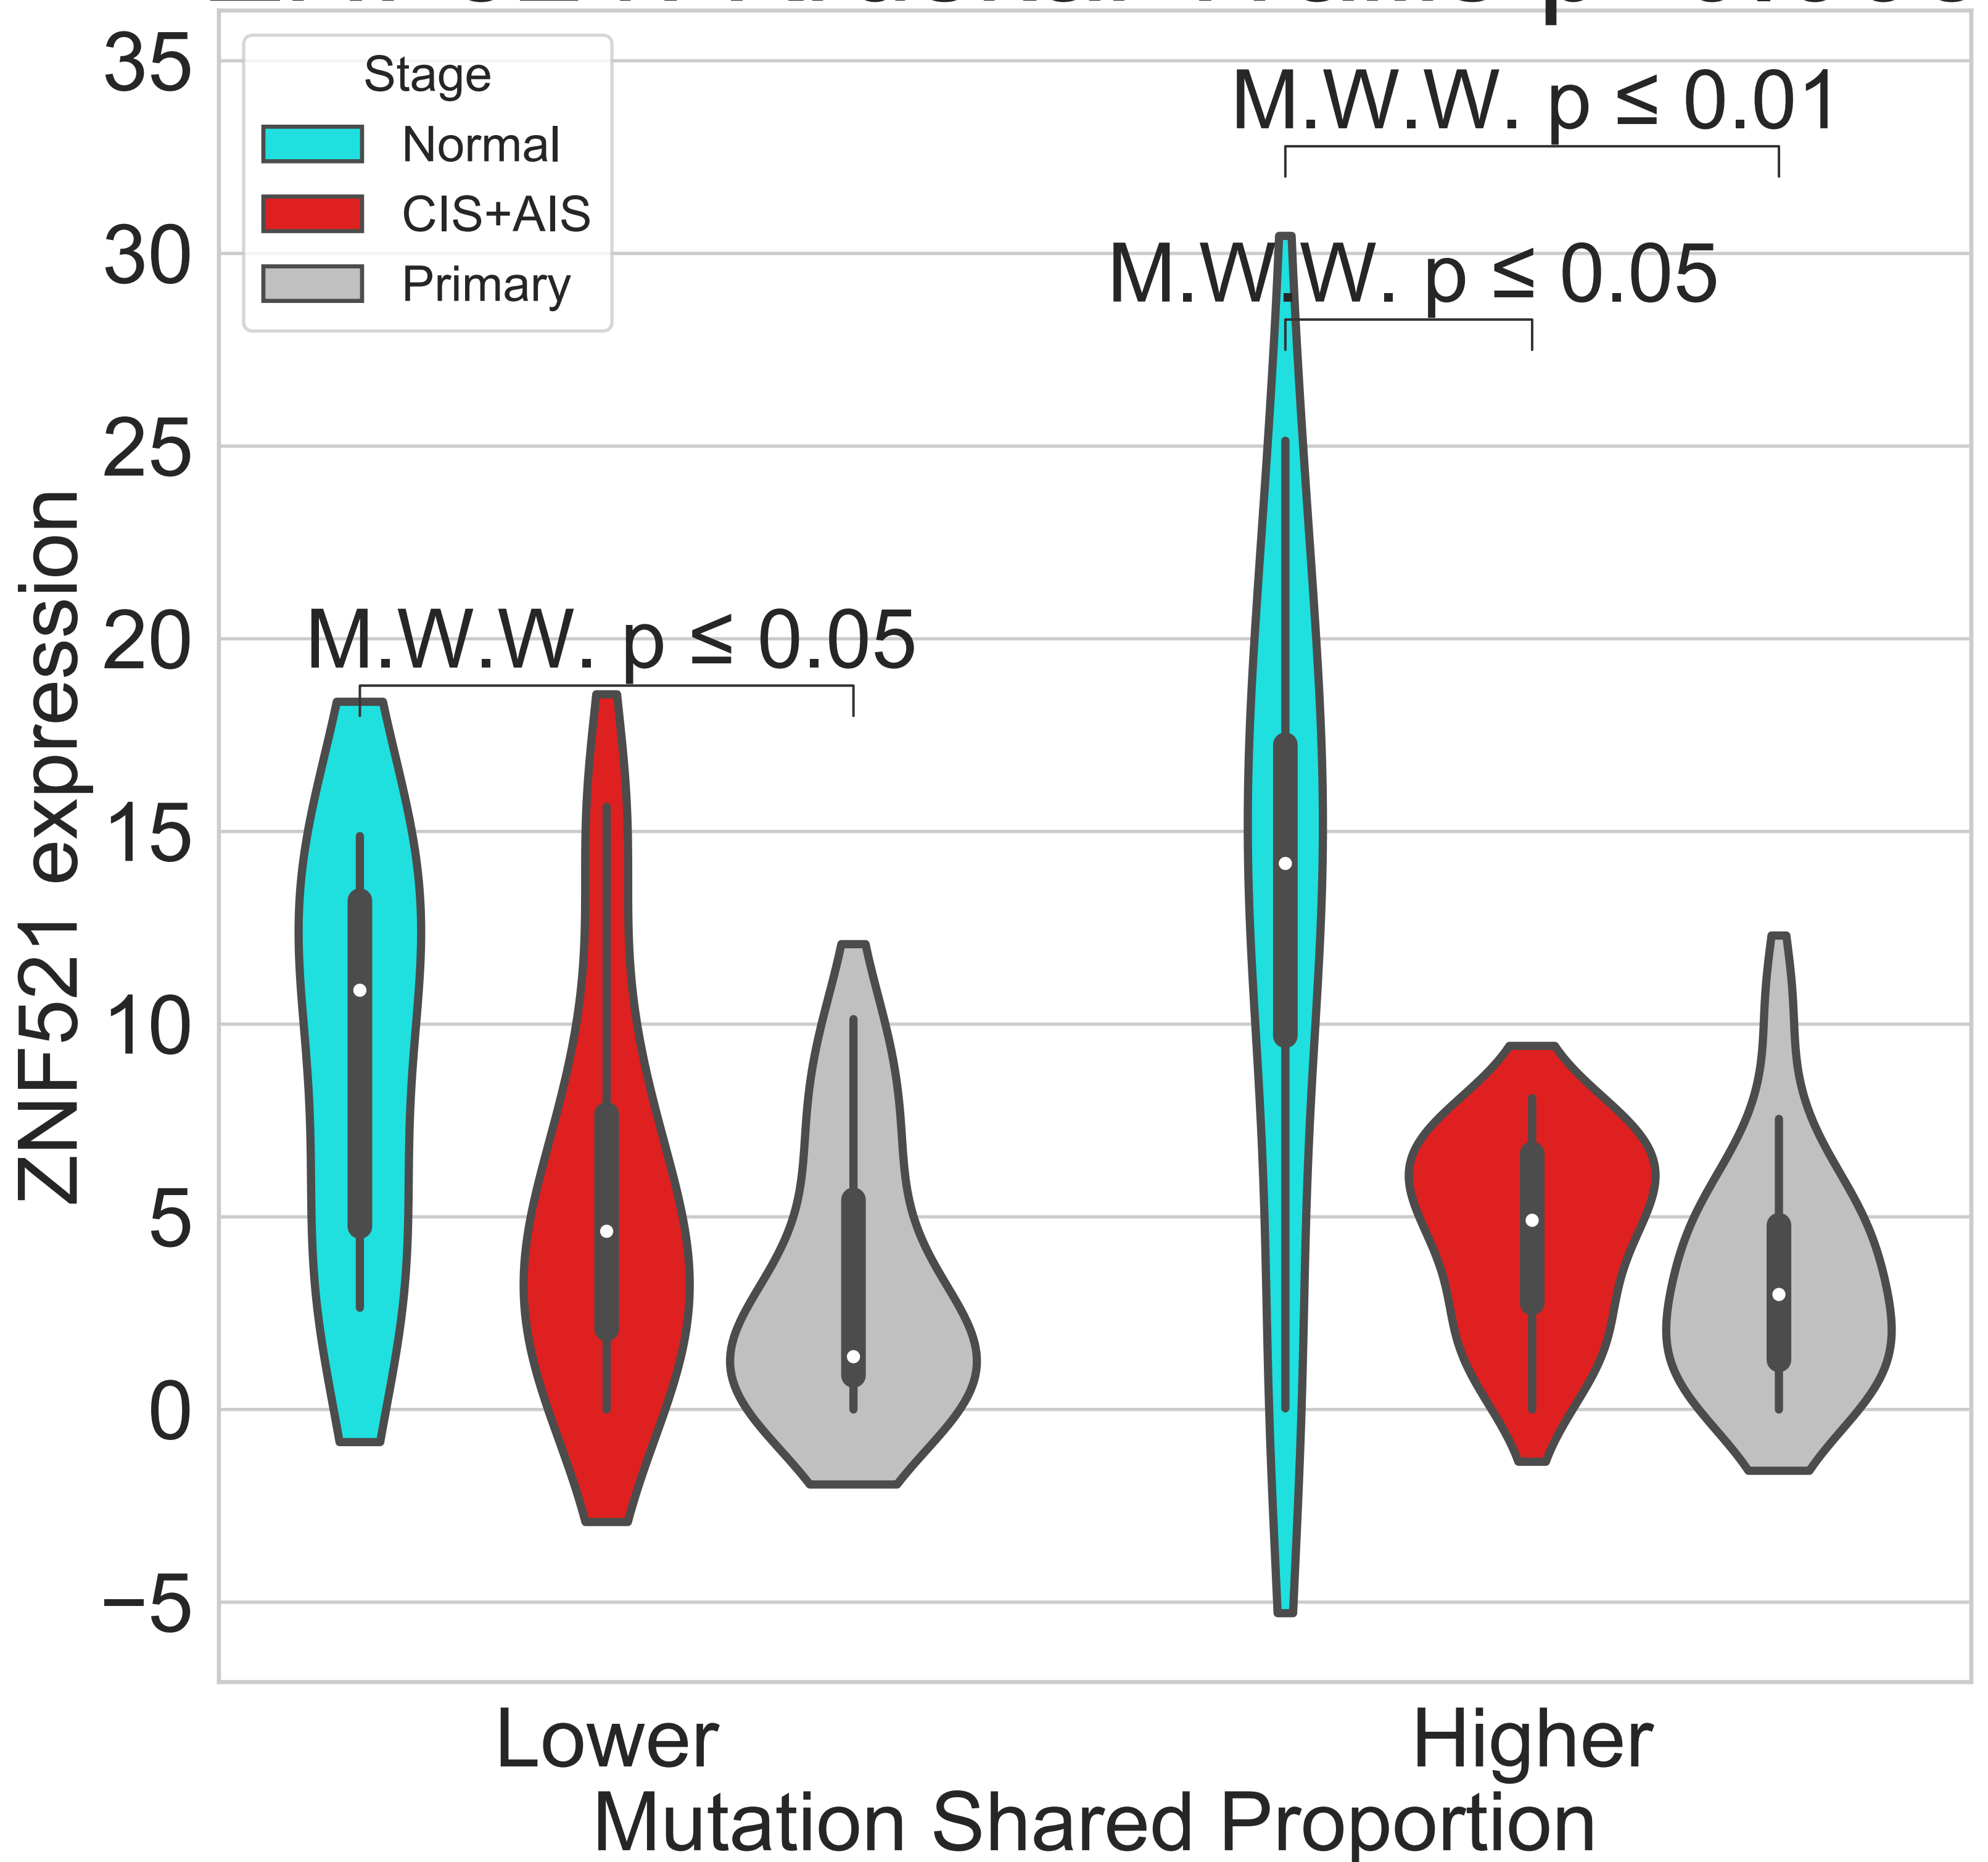 35
30
25
20
15
10
5
0
−5
ZNF521 expression
Stage
Normal
CIS+AIS
Primary
M.W.W. p ≤ 0.01
M.W.W. p ≤ 0.05
M.W.W. p ≤ 0.05
Lower
Higher
Mutation Shared Proportion